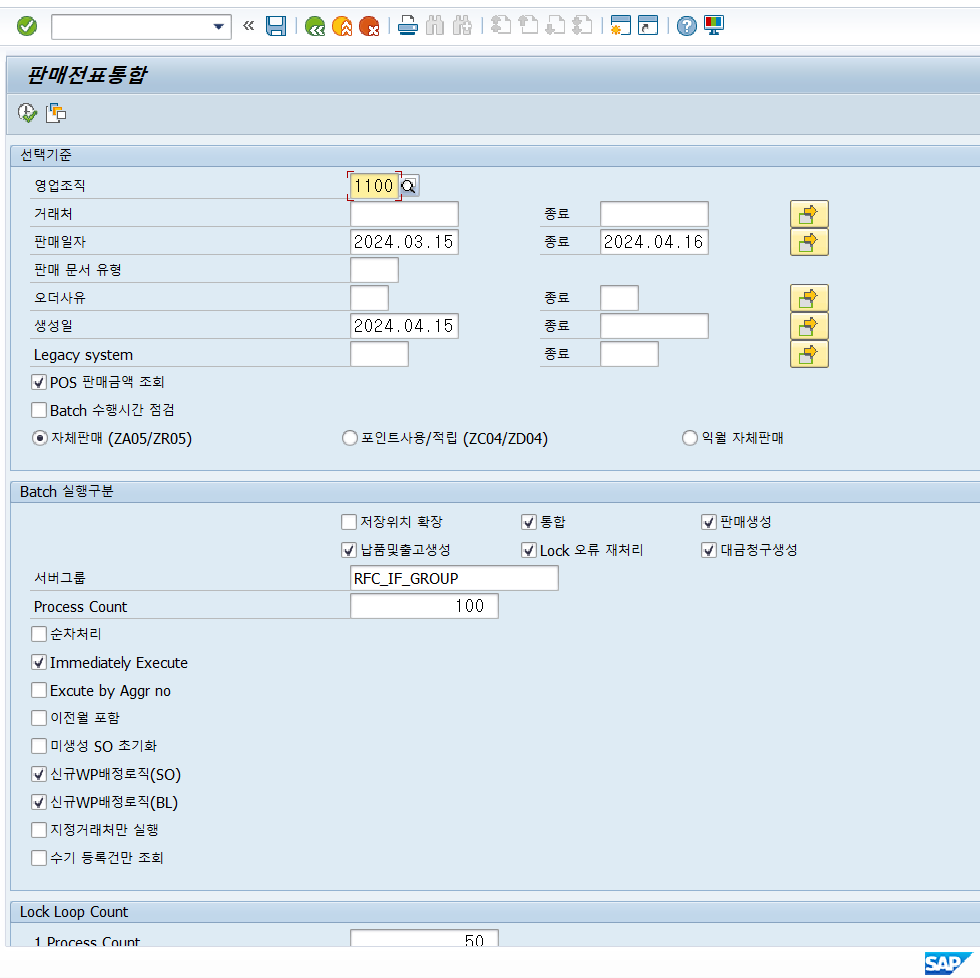 판매전표통합
선택기준
영업조직 1100
거래처 종료
판매일자 2024.03.15 종료 2024.04.16
판매 문서 유형
오더사유 종료
생성일 2024.04.15 종료
Legacy system 종료
POS 판매금액 조회
Batch 수행시간 점검
자체판매 (ZA05/ZR05) 포인트사용/적립 (ZC04/ZD04) 익월 자체판매
Batch 실행구분
저장위치 확장 통합 판매생성
납품및출고생성 Lock 오류 재처리 대금청구생성
서버그룹 RFC_IF_GROUP
Process Count 100
순차처리
Immediately Execute
Excute by Aggr no
이전월 포함
미생성 SO 초기화
신규WP배정로직(SO)
신규WP배정로직(BL)
지정거래처만 실행
수기 등록건만 조회
Lock Loop Count
1 Process Count 50
SAP